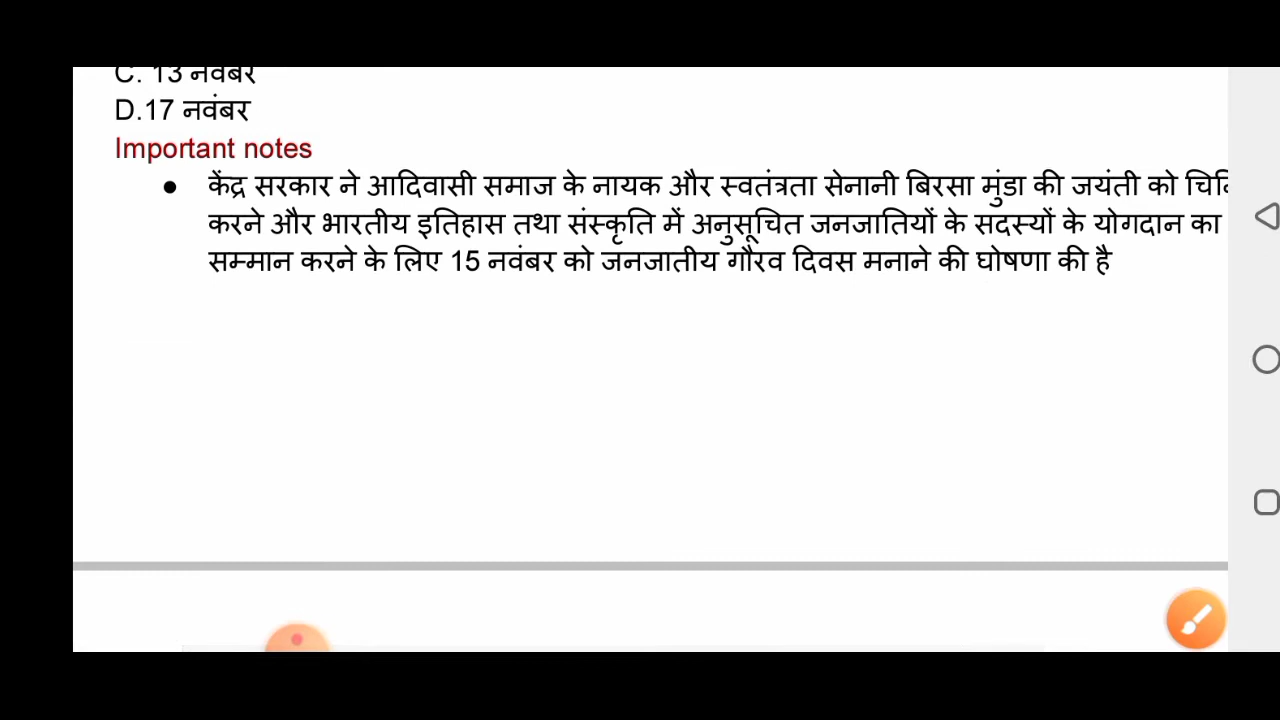 C. 13 नवंबर
D.17 नवंबर
Important notes
● केंद्र सरकार ने आदिवासी समाज के नायक और स्वतंत्रता सेनानी बिरसा मुंडा की जयंती को
करने और भारतीय इतिहास तथा संस्कृति में अनुसूचित जनजातियों के सदस्यों के योगदान का
सम्मान करने के लिए 15 नवंबर को जनजातीय गौरव दिवस मनाने की घोषणा की है